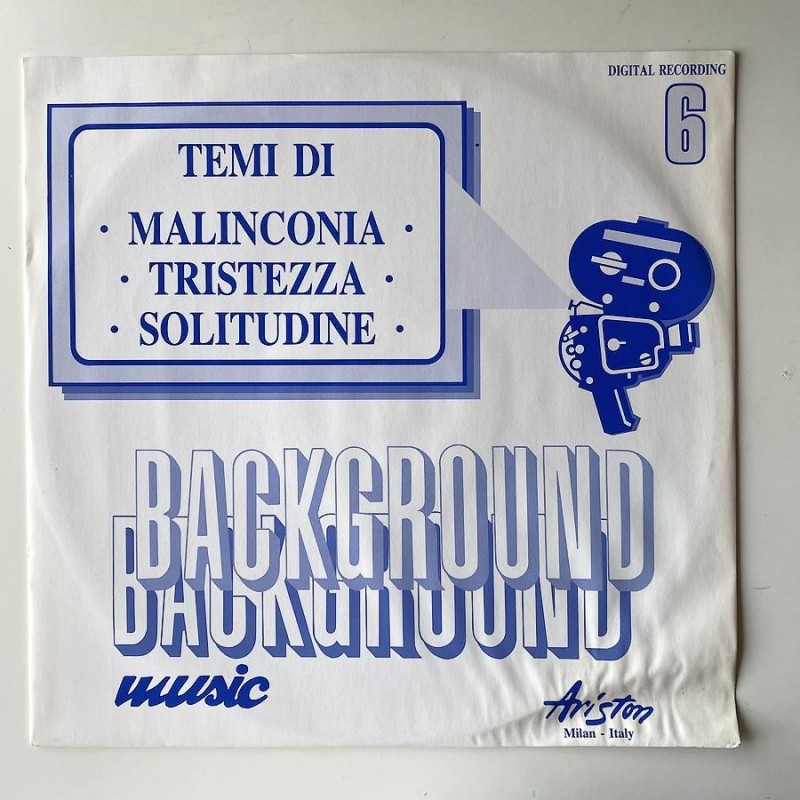 DIGITAL RECORDING
6
TEMI DI
· MALINCONIA ·
· TRISTEZZA ·
· SOLITUDINE ·
BACKGROUND
BACKGROUND
music
Ariston
Milan - Italy